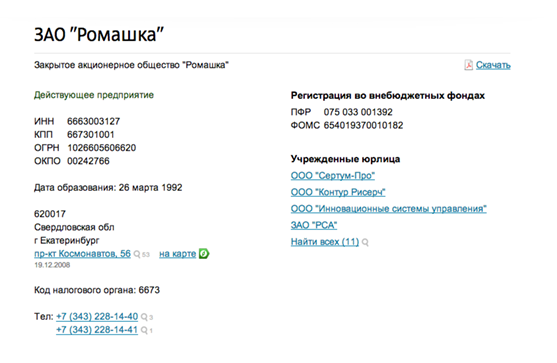 ЗАО "Ромашка"
Закрытое акционерное общество "Ромашка"
Скачать
Действующее предприятие
ИНН 6663003127
КПП 667301001
ОГРН 1026605606620
ОКПО 00242766
Дата образования: 26 марта 1992
620017
Свердловская обл
г Екатеринбург
пр-кт Космонавтов, 56 53 на карте
19.12.2008
Код налогового органа: 6673
Тел: +7 (343) 228-14-40 3
+7 (343) 228-14-41 1
Регистрация во внебюджетных фондах
ПФР 075 033 001392
ФОМС 654019370010182
Учрежденные юрлица
ООО "Сертум-Про"
ООО "Контур Рисерч"
ООО "Инновационные системы управления"
ЗАО "РСА"
Найти всех (11)